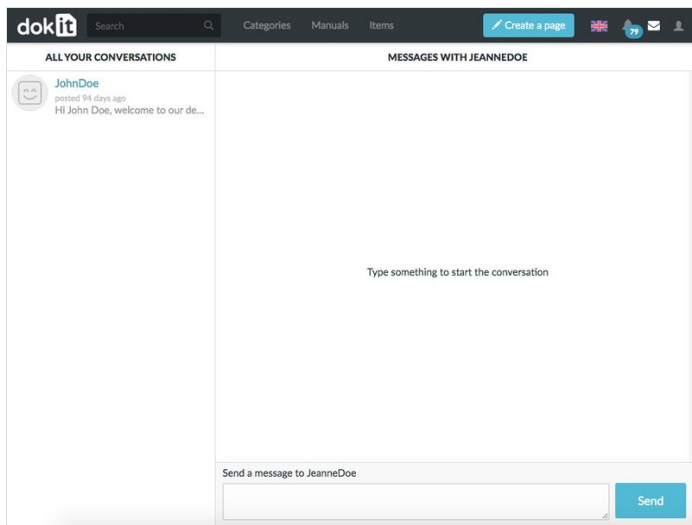 dokit Search Categories Manuals Items Create a page 79
ALL YOUR CONVERSATIONS
MESSAGES WITH JEANNEDOE
JohnDoe
posted 94 days ago
Hi John Doe, welcome to our de...
Type something to start the conversation
Send a message to JeanneDoe
Send